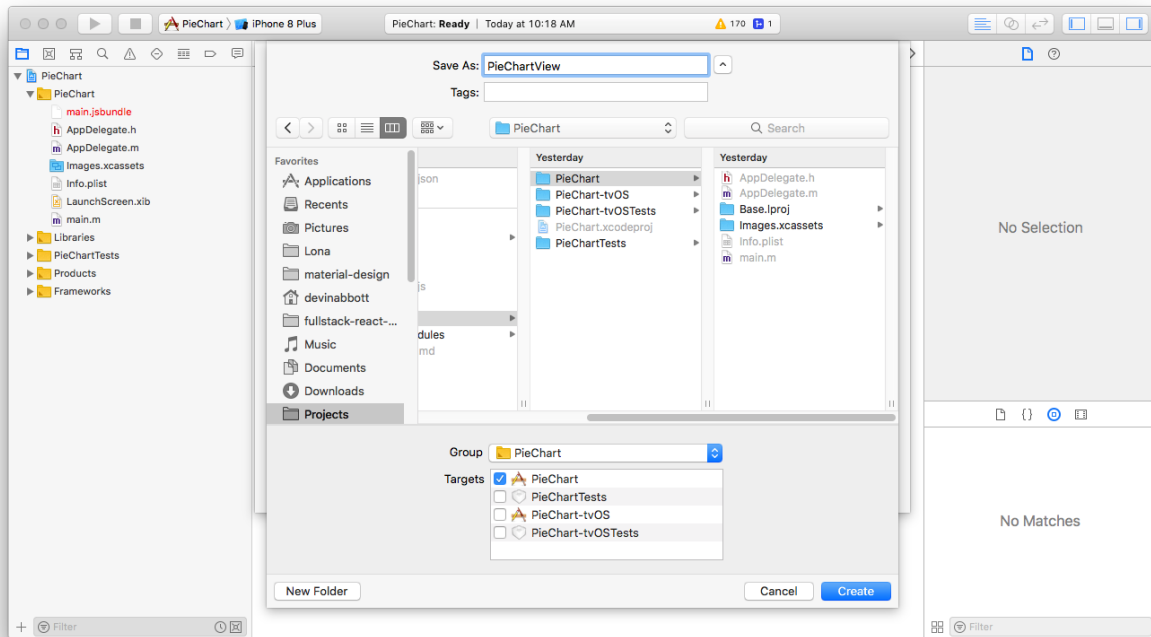 PieChart 〉 iPhone 8 Plus
PieChart: Ready | Today at 10:18 AM
170
1
PieChart
PieChart
main.jsbundle
h AppDelegate.h
m AppDelegate.m
Images.xcassets
Info.plist
LaunchScreen.xib
m main.m
Libraries
PieChartTests
Products
Frameworks
Filter
Save As: PieChartView
Tags:
PieChart
Search
Favorites
Applications
Recents
Pictures
Lona
material-design
devinabbott
fullstack-react-...
Music
Documents
Downloads
Projects
json
js
dules
md
Yesterday
PieChart
PieChart-tvOS
PieChart-tvOSTests
PieChart.xcodeproj
PieChartTests
Yesterday
h AppDelegate.h
m AppDelegate.m
Base.lproj
Images.xcassets
Info.plist
m main.m
Group PieChart
Targets PieChart
PieChartTests
PieChart-tvOS
PieChart-tvOSTests
New Folder
Cancel
Create
No Selection
{}
No Matches
Filter